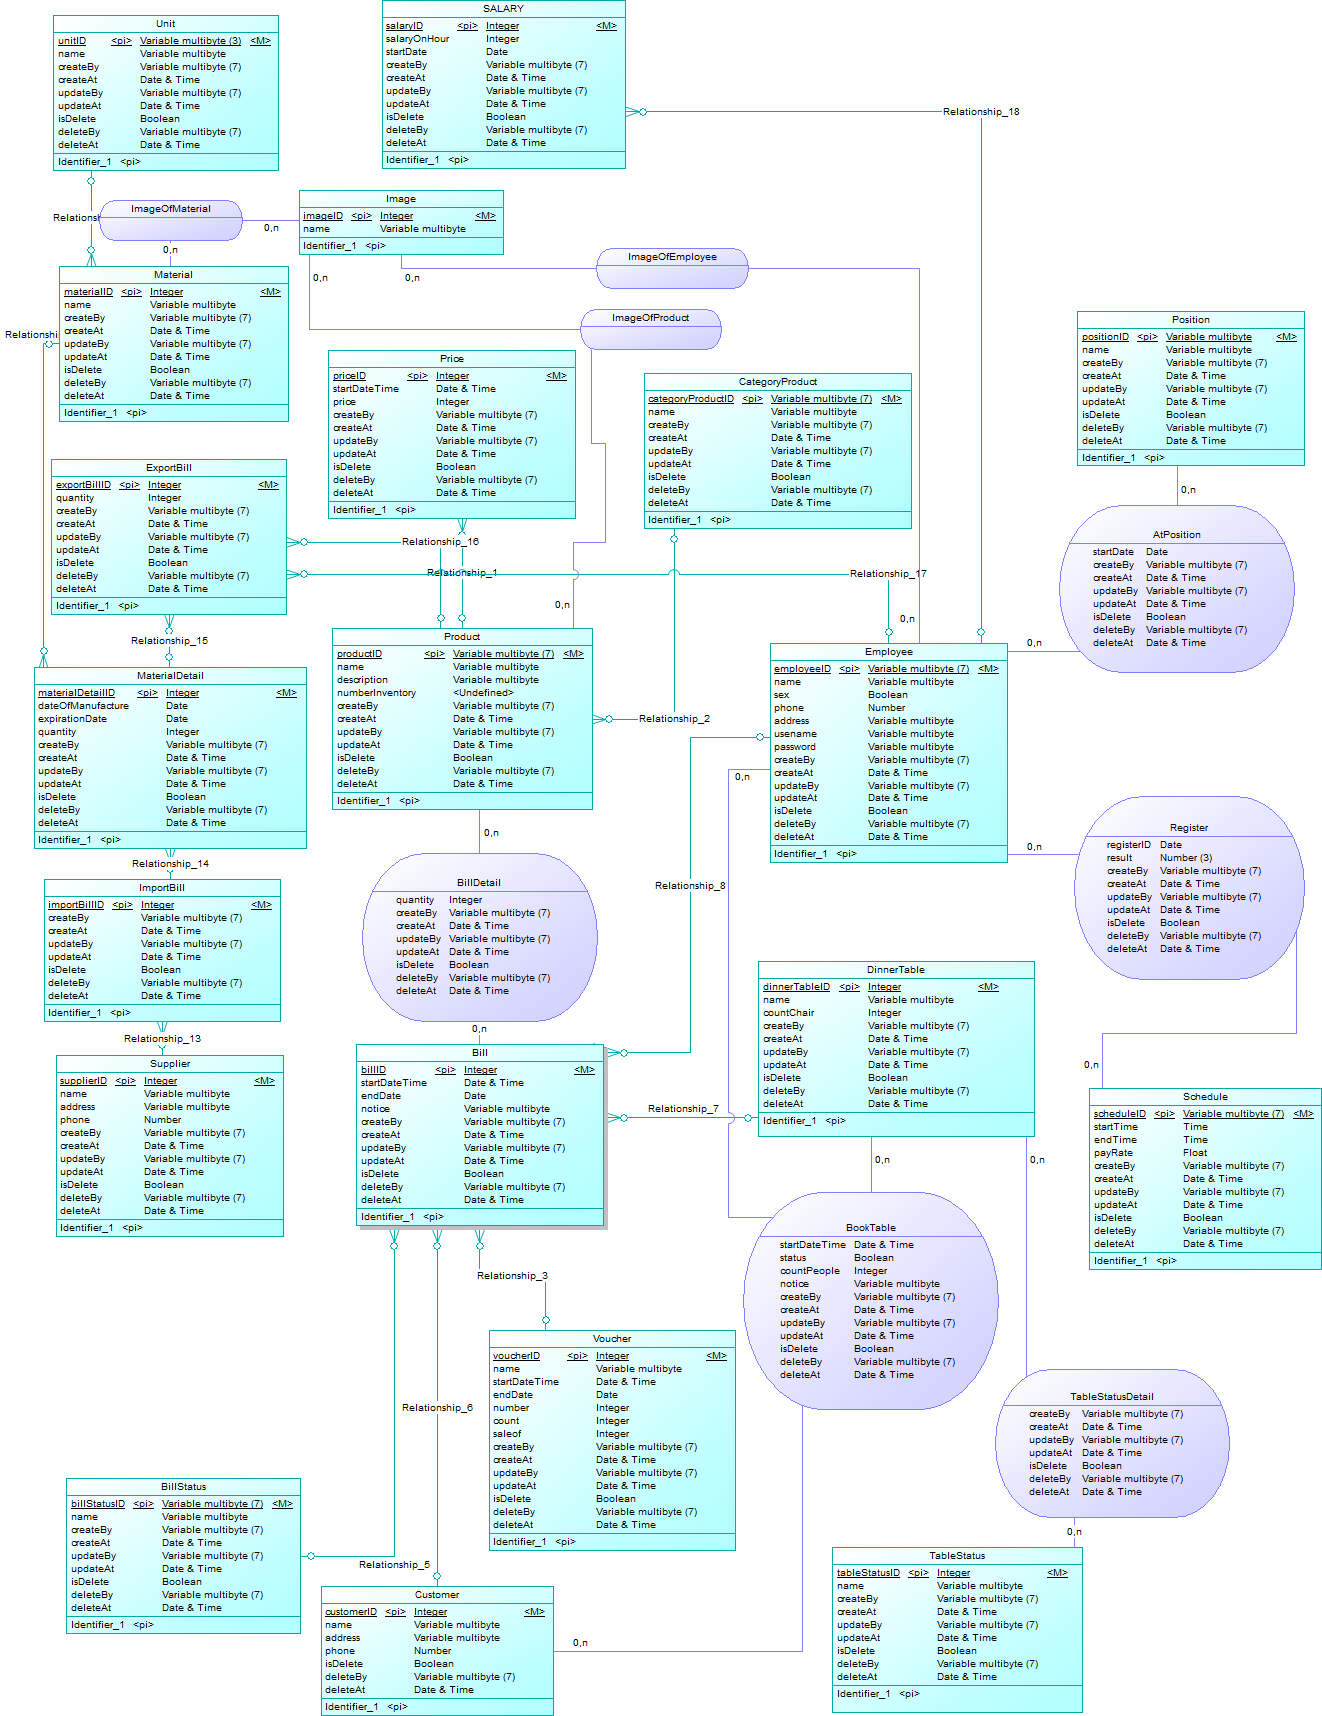 Unit
unitID <pi> Variable multibyte (3) <M>
name Variable multibyte
createBy Variable multibyte (7)
createAt Date & Time
updateBy Variable multibyte (7)
updateAt Date & Time
isDelete Boolean
deleteBy Variable multibyte (7)
deleteAt Date & Time
Identifier_1 <pi>
SALARY
salaryID <pi> Integer <M>
salaryOnHour Integer
startDate Date
createBy Variable multibyte (7)
createAt Date & Time
updateBy Variable multibyte (7)
updateAt Date & Time
isDelete Boolean
deleteBy Variable multibyte (7)
deleteAt Date & Time
Identifier_1 <pi>
Relationship_18
Relationsh
ImageOfMaterial
0,n
0,n
Image
imageID <pi> Integer <M>
name Variable multibyte
Identifier_1 <pi>
0,n
0,n
ImageOfEmployee
ImageOfProduct
Material
materialID <pi> Integer <M>
name Variable multibyte
createBy Variable multibyte (7)
createAt Date & Time
updateBy Variable multibyte (7)
updateAt Date & Time
isDelete Boolean
deleteBy Variable multibyte (7)
deleteAt Date & Time
Identifier_1 <pi>
Relationshi
Price
priceID <pi> Integer <M>
startDateTime Date & Time
price Integer
createBy Variable multibyte (7)
createAt Date & Time
updateBy Variable multibyte (7)
updateAt Date & Time
isDelete Boolean
deleteBy Variable multibyte (7)
deleteAt Date & Time
Identifier_1 <pi>
CategoryProduct
categoryProductID <pi> Variable multibyte (7) <M>
name Variable multibyte
createBy Variable multibyte (7)
createAt Date & Time
updateBy Variable multibyte (7)
updateAt Date & Time
isDelete Boolean
deleteBy Variable multibyte (7)
deleteAt Date & Time
Identifier_1 <pi>
Position
positionID <pi> Variable multibyte <M>
name Variable multibyte
createBy Variable multibyte (7)
createAt Date & Time
updateBy Variable multibyte (7)
updateAt Date & Time
isDelete Boolean
deleteBy Variable multibyte (7)
deleteAt Date & Time
Identifier_1 <pi>
0,n
ExportBill
exportBillID <pi> Integer <M>
quantity Integer
createBy Variable multibyte (7)
createAt Date & Time
updateBy Variable multibyte (7)
updateAt Date & Time
isDelete Boolean
deleteBy Variable multibyte (7)
deleteAt Date & Time
Identifier_1 <pi>
Relationship_16
Relationship_1
Relationship_17
AtPosition
startDate Date
createBy Variable multibyte (7)
createAt Date & Time
updateBy Variable multibyte (7)
updateAt Date & Time
isDelete Boolean
deleteBy Variable multibyte (7)
deleteAt Date & Time
0,n
0,n
0,n
Relationship_15
Product
productID <pi> Variable multibyte (7) <M>
name Variable multibyte
description Variable multibyte
numberInventory <Undefined>
createBy Variable multibyte (7)
createAt Date & Time
updateBy Variable multibyte (7)
updateAt Date & Time
isDelete Boolean
deleteBy Variable multibyte (7)
deleteAt Date & Time
Identifier_1 <pi>
Relationship_2
Employee
employeeID <pi> Variable multibyte (7) <M>
name Variable multibyte
sex Boolean
phone Number
address Variable multibyte
usename Variable multibyte
password Variable multibyte
createBy Variable multibyte (7)
createAt Date & Time
updateBy Variable multibyte (7)
updateAt Date & Time
isDelete Boolean
deleteBy Variable multibyte (7)
deleteAt Date & Time
Identifier_1 <pi>
MaterialDetail
materialDetailID <pi> Integer <M>
dateOfManufacture Date
expirationDate Date
quantity Integer
createBy Variable multibyte (7)
createAt Date & Time
updateBy Variable multibyte (7)
updateAt Date & Time
isDelete Boolean
deleteBy Variable multibyte (7)
deleteAt Date & Time
Identifier_1 <pi>
0,n
0,n
0,n
Relationship_14
Relationship_8
Register
registerID Date
result Number (3)
createBy Variable multibyte (7)
createAt Date & Time
updateBy Variable multibyte (7)
updateAt Date & Time
isDelete Boolean
deleteBy Variable multibyte (7)
deleteAt Date & Time
BillDetail
quantity Integer
createBy Variable multibyte (7)
createAt Date & Time
updateBy Variable multibyte (7)
updateAt Date & Time
isDelete Boolean
deleteBy Variable multibyte (7)
deleteAt Date & Time
0,n
ImportBill
importBillID <pi> Integer <M>
createBy Variable multibyte (7)
createAt Date & Time
updateBy Variable multibyte (7)
updateAt Date & Time
isDelete Boolean
deleteBy Variable multibyte (7)
deleteAt Date & Time
Identifier_1 <pi>
Relationship_13
DinnerTable
dinnerTableID <pi> Integer <M>
name Variable multibyte
countChair Integer
createBy Variable multibyte (7)
createAt Date & Time
updateBy Variable multibyte (7)
updateAt Date & Time
isDelete Boolean
deleteBy Variable multibyte (7)
deleteAt Date & Time
Identifier_1 <pi>
0,n
Supplier
supplierID <pi> Integer <M>
name Variable multibyte
address Variable multibyte
phone Number
createBy Variable multibyte (7)
createAt Date & Time
updateBy Variable multibyte (7)
updateAt Date & Time
isDelete Boolean
deleteBy Variable multibyte (7)
deleteAt Date & Time
Identifier_1 <pi>
Bill
billID <pi> Integer <M>
startDateTime Date & Time
endDate Date
notice Variable multibyte
createBy Variable multibyte (7)
createAt Date & Time
updateBy Variable multibyte (7)
updateAt Date & Time
isDelete Boolean
deleteBy Variable multibyte (7)
deleteAt Date & Time
Identifier_1 <pi>
Relationship_7
Schedule
scheduleID <pi> Variable multibyte (7) <M>
startTime Time
endTime Time
payRate Float
createBy Variable multibyte (7)
createAt Date & Time
updateBy Variable multibyte (7)
updateAt Date & Time
isDelete Boolean
deleteBy Variable multibyte (7)
deleteAt Date & Time
Identifier_1 <pi>
0,n
0,n
BookTable
startDateTime Date & Time
status Boolean
countPeople Integer
notice Variable multibyte
createBy Variable multibyte (7)
createAt Date & Time
updateBy Variable multibyte (7)
updateAt Date & Time
isDelete Boolean
deleteBy Variable multibyte (7)
deleteAt Date & Time
Relationship_3
Voucher
voucherID <pi> Integer <M>
name Variable multibyte
startDateTime Date & Time
endDate Date
number Integer
count Integer
saleof Integer
createBy Variable multibyte (7)
createAt Date & Time
updateBy Variable multibyte (7)
updateAt Date & Time
isDelete Boolean
deleteBy Variable multibyte (7)
deleteAt Date & Time
Identifier_1 <pi>
Relationship_6
TableStatusDetail
createBy Variable multibyte (7)
createAt Date & Time
updateBy Variable multibyte (7)
updateAt Date & Time
isDelete Boolean
deleteBy Variable multibyte (7)
deleteAt Date & Time
0,n
BillStatus
billStatusID <pi> Variable multibyte (7) <M>
name Variable multibyte
createBy Variable multibyte (7)
createAt Date & Time
updateBy Variable multibyte (7)
updateAt Date & Time
isDelete Boolean
deleteBy Variable multibyte (7)
deleteAt Date & Time
Identifier_1 <pi>
Relationship_5
Customer
customerID <pi> Integer <M>
name Variable multibyte
address Variable multibyte
phone Number
isDelete Boolean
deleteBy Variable multibyte (7)
deleteAt Date & Time
Identifier_1 <pi>
0,n
TableStatus
tableStatusID <pi> Integer <M>
name Variable multibyte
createBy Variable multibyte (7)
createAt Date & Time
updateBy Variable multibyte (7)
updateAt Date & Time
isDelete Boolean
deleteBy Variable multibyte (7)
deleteAt Date & Time
Identifier_1 <pi>